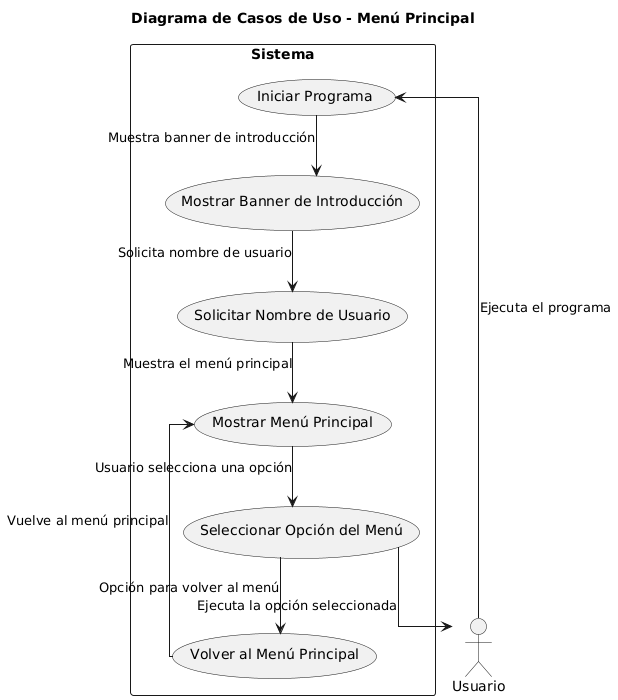 Diagrama de Casos de Uso - Menú Principal
Sistema
Iniciar Programa
Muestra banner de introducción
Mostrar Banner de Introducción
Solicita nombre de usuario
Ejecuta el programa
Solicitar Nombre de Usuario
Muestra el menú principal
Mostrar Menú Principal
Usuario selecciona una opción
Vuelve al menú principal
Seleccionar Opción del Menú
Opción para volver al menú
Ejecuta la opción seleccionada
Volver al Menú Principal
Usuario